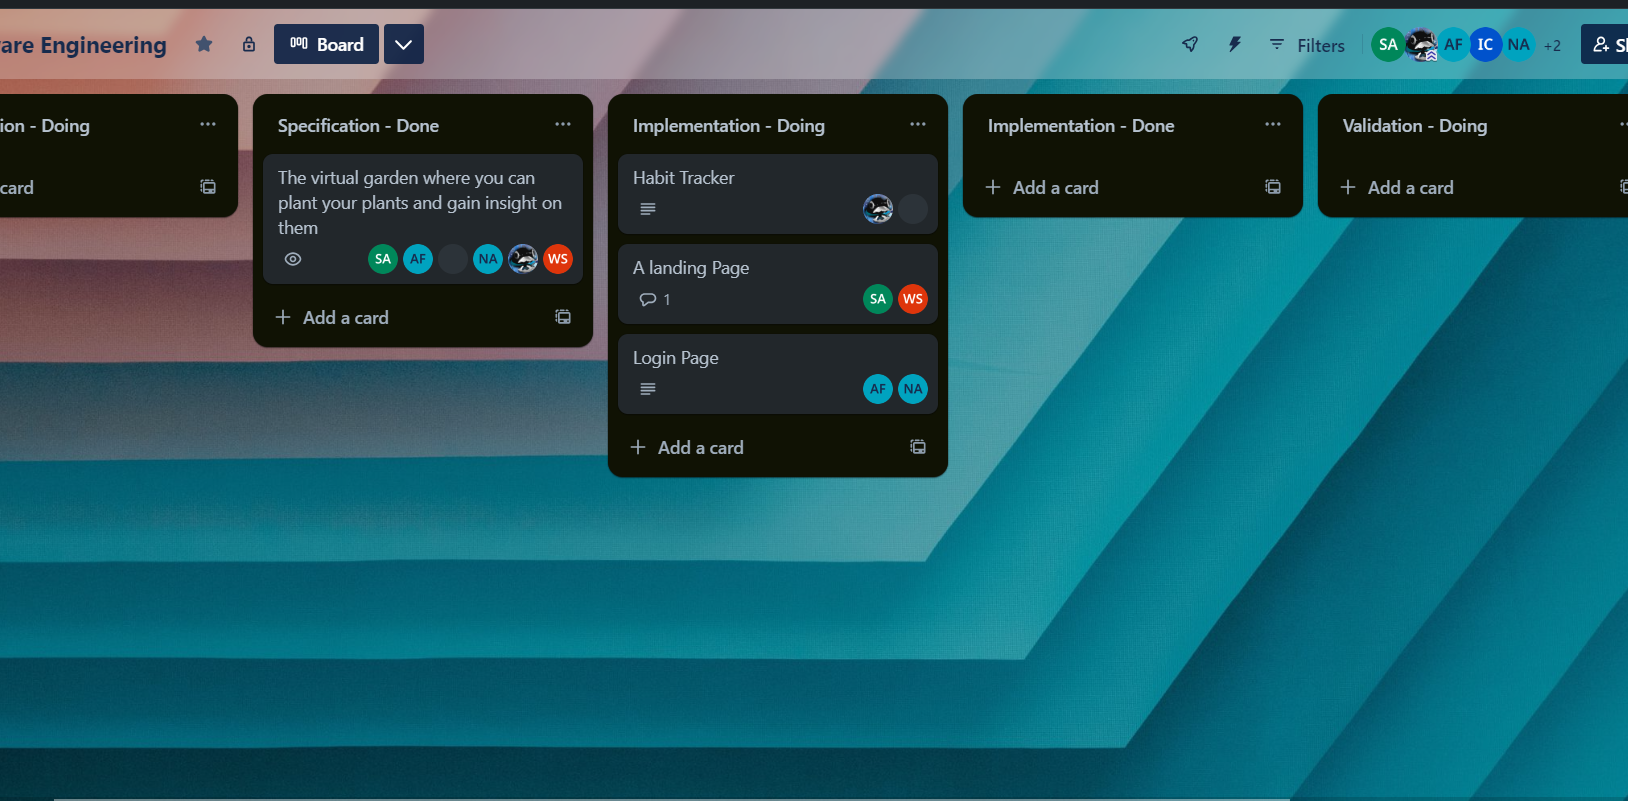 are Engineering
Board
Filters
SA
AF
IC
NA
+2
ion - Doing
card
Specification - Done
The virtual garden where you can
plant your plants and gain insight on
them
SA
AF
NA
WS
Add a card
Implementation - Doing
Habit Tracker
A landing Page
1
SA
WS
Login Page
AF
NA
Add a card
Implementation - Done
Add a card
Validation - Doing
Add a card